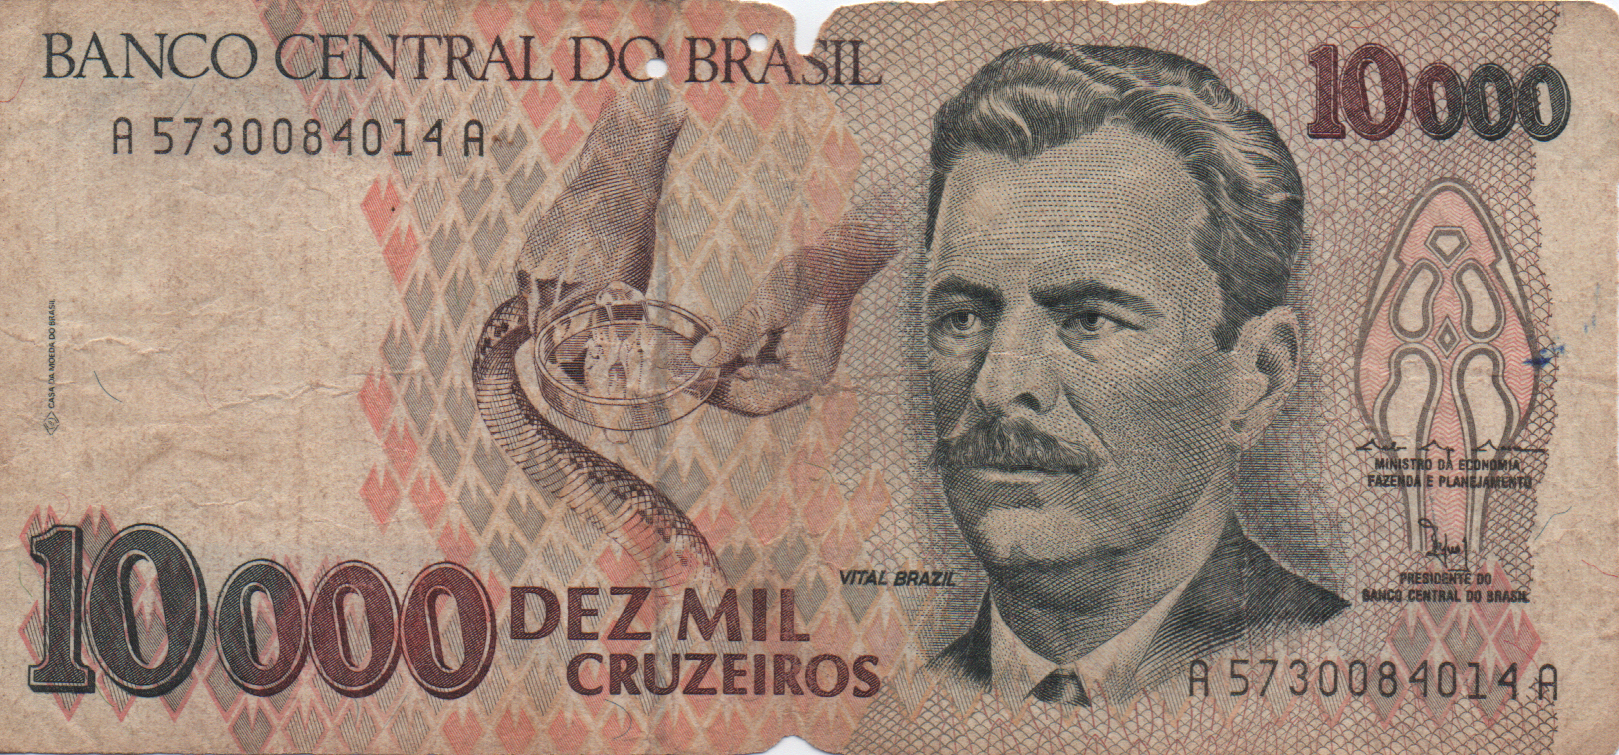 BANCO CENTRAL DO BRASIL
10000
A 5730084014 A
CASA DA MOEDA DO BRASIL
MINISTRO DA ECONOMIA,
FAZENDA E PLANEJAMENTO
VITAL BRAZIL
PRESIDENTE DO
BANCO CENTRAL DO BRASIL
10000
DEZ MIL
CRUZEIROS
A 5730084014 A